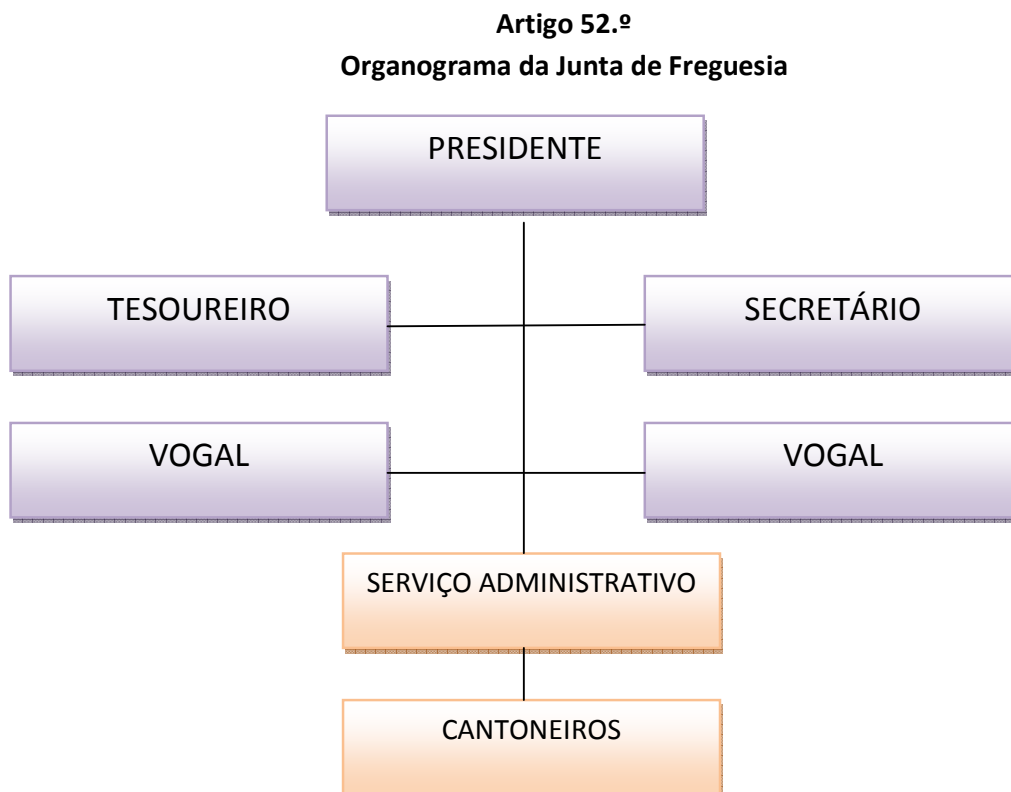 Artigo 52.º
Organograma da Junta de Freguesia
PRESIDENTE
TESOUREIRO
SECRETÁRIO
VOGAL
VOGAL
SERVIÇO ADMINISTRATIVO
CANTONEIROS